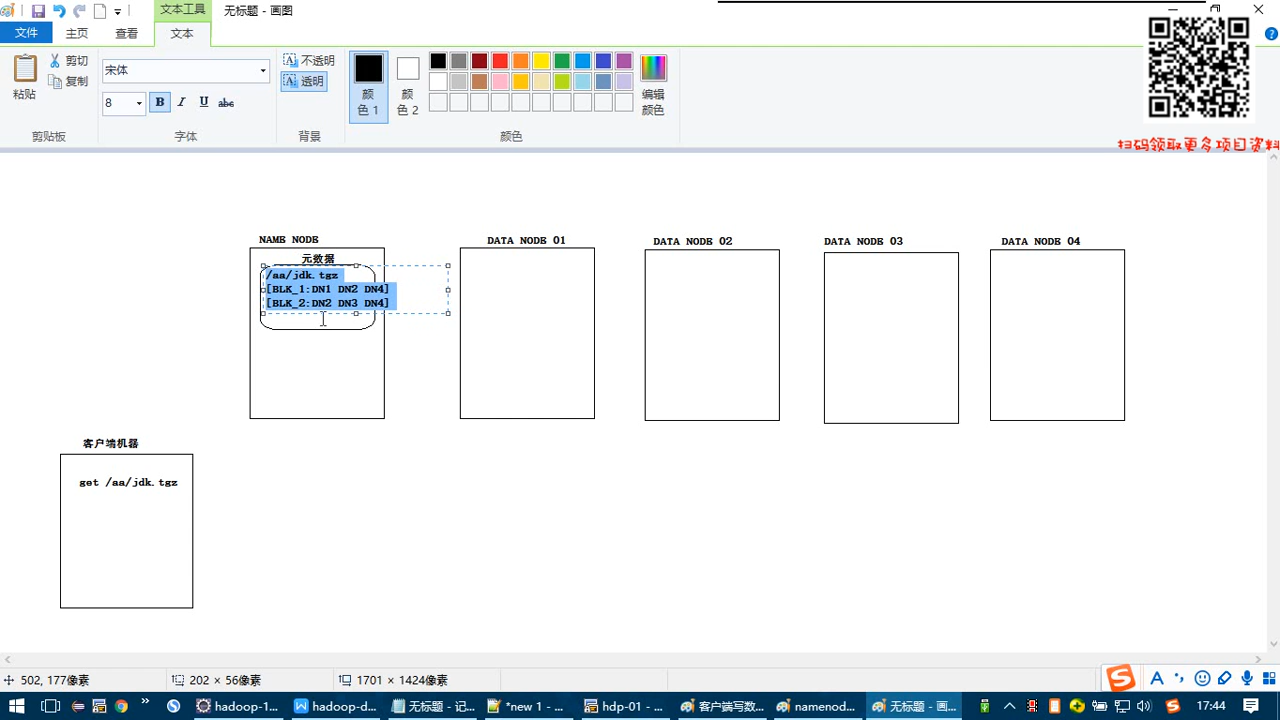 文本工具
无标题 - 画图
文件
主页
查看
文本
粘贴
剪切
复制
剪贴板
宋体
8
B I U abc
字体
不透明
透明
背景
颜色 1
颜色 2
编辑颜色
颜色
扫码领取更多项目资料
NAME NODE
元数据
/aa/jdk.tgz
[BLK_1:DN1 DN2 DN4]
[BLK_2:DN2 DN3 DN4]
DATA NODE 01
DATA NODE 02
DATA NODE 03
DATA NODE 04
客户端机器
get /aa/jdk.tgz
502, 177像素
202 × 56像素
1701 × 1424像素
hadoop-1...
hadoop-d...
无标题 - 记...
*new 1 - ...
hdp-01 - ...
客户端写数...
namenod...
无标题 - 画...
17:44